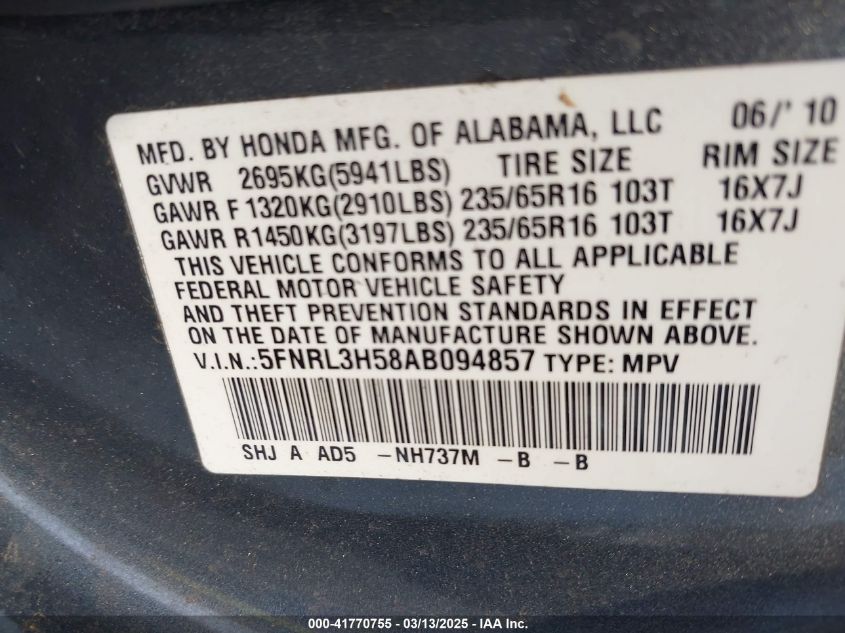 MFD. BY HONDA MFG. OF ALABAMA, LLC 06/' 10
GVWR 2695KG(5941LBS) TIRE SIZE RIM SIZE
GAWR F1320KG(2910LBS) 235/65R16 103T 16X7J
GAWR R1450KG(3197LBS) 235/65R16 103T 16X7J
THIS VEHICLE CONFORMS TO ALL APPLICABLE
FEDERAL MOTOR VEHICLE SAFETY
AND THEFT PREVENTION STANDARDS IN EFFECT
ON THE DATE OF MANUFACTURE SHOWN ABOVE.
V.I.N.:5FNRL3H58AB094857 TYPE: MPV
SHJ A AD5 -NH737M -B -B
000-41770755 - 03/13/2025 - IAA Inc.